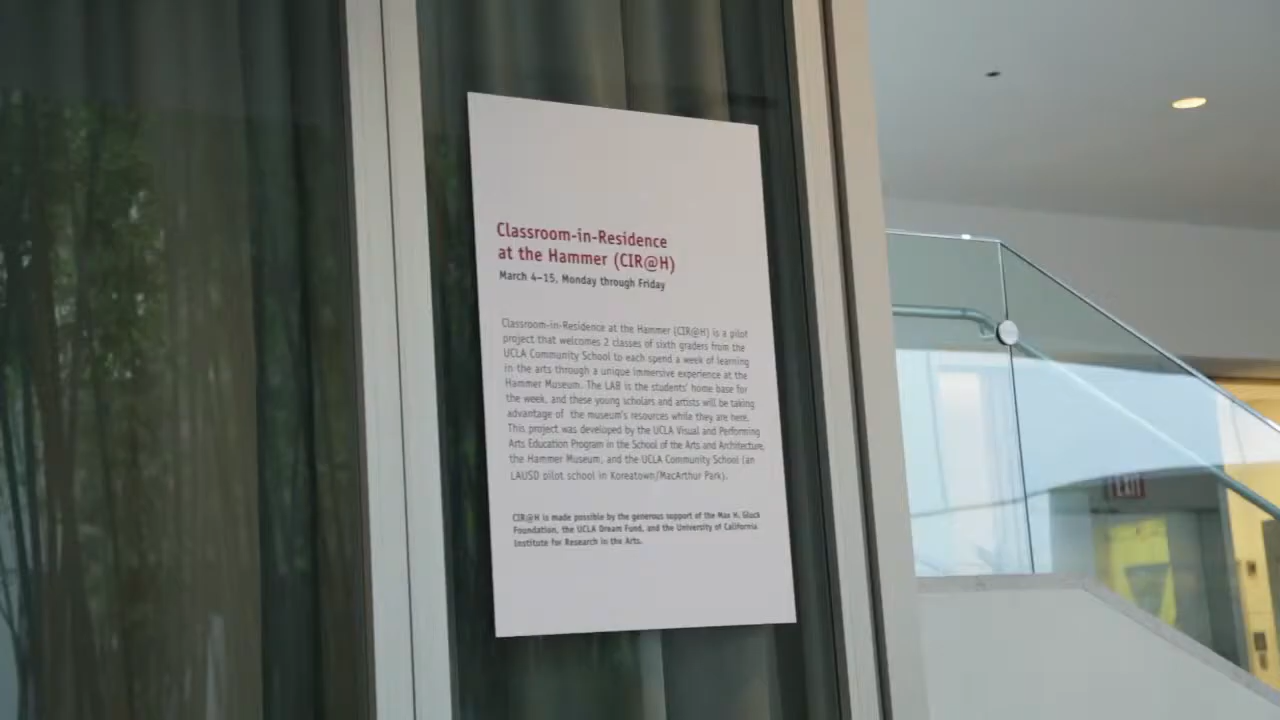 Classroom-in-Residence
at the Hammer (CIR@H)
March 4–15, Monday through Friday
Classroom-in-Residence at the Hammer (CIR@H) is a pilot
project that welcomes 2 classes of sixth graders from the
UCLA Community School to each spend a week of learning
in the arts through a unique immersive experience at the
Hammer Museum. The LAB is the students' home base for
the week, and these young scholars and artists will be taking
advantage of the museum's resources while they are here.
This project was developed by the UCLA Visual and Performing
Arts Education Program in the School of the Arts and Architecture,
the Hammer Museum, and the UCLA Community School (an
LAUSD pilot school in Koreatown/MacArthur Park).
CIR@H is made possible by the generous support of the Max H. Gluck
Foundation, the UCLA Dream Fund, and the University of California
Institute for Research in the Arts.
EXIT